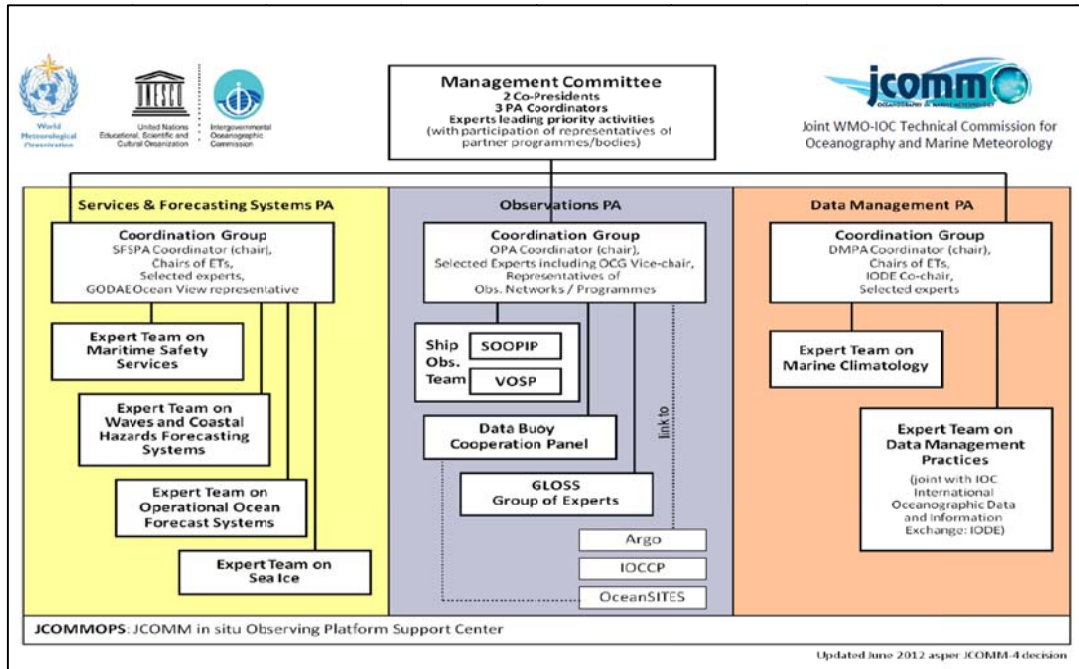 World
Meteorological
Organization
UNESCO
United Nations
Educational, Scientific and
Cultural Organization
Intergovernmental
Oceanographic
Commission
Management Committee
2 Co-Presidents
3 PA Coordinators
Experts leading priority activities
(with participation of representatives of
partner programmes/bodies)
jcomm
OCEANOGRAPHY & MARINE METEOROLOGY
Joint WMO-IOC Technical Commission for
Oceanography and Marine Meteorology
Services & Forecasting Systems PA
Coordination Group
SFSPA Coordinator (chair),
Chairs of ETs,
Selected experts,
GODAEOcean View representative
Expert Team on
Maritime Safety
Services
Expert Team on
Waves and Coastal
Hazards Forecasting
Systems
Expert Team on
Operational Ocean
Forecast Systems
Expert Team on
Sea Ice
Observations PA
Coordination Group
OPA Coordinator (chair),
Selected Experts including OCG Vice-chair,
Representatives of
Obs. Networks / Programmes
Ship
Obs.
Team
SOOPIP
VOSP
Data Buoy
Cooperation Panel
GLOSS
Group of Experts
link to
Argo
IOCCP
OceanSITES
Data Management PA
Coordination Group
DMPA Coordinator (chair),
Chairs of ETs,
IODE Co-chair,
Selected experts
Expert Team on
Marine Climatology
Expert Team on
Data Management
Practices
(joint with IOC
International
Oceanographic Data
and Information
Exchange: IODE)
JCOMMOPS: JCOMM in situ Observing Platform Support Center
Updated June 2012 asper JCOMM-4 decision